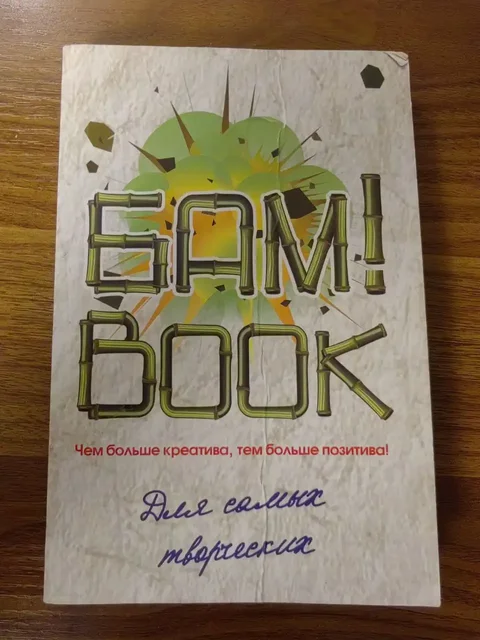 БАМ!
BOOK
Чем больше креатива, тем больше позитива!
Для самых
творческих